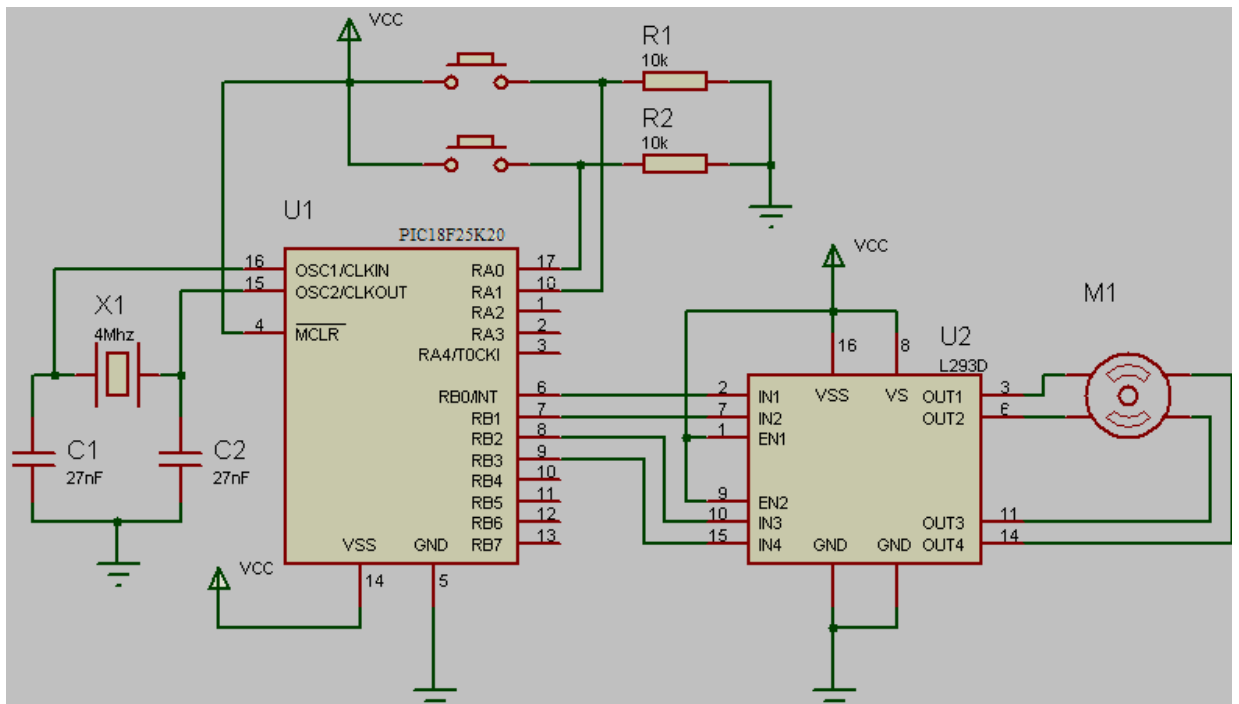 VCC
R1
10k
R2
10k
U1
PIC18F25K20
16
OSC1/CLKIN
15
OSC2/CLKOUT
4
MCLR
RA0
17
RA1
18
RA2
1
RA3
2
RA4/T0CKI
3
RB0/INT
6
RB1
7
RB2
8
RB3
9
RB4
10
RB5
11
RB6
12
RB7
13
VSS
14
GND
5
X1
4Mhz
C1
27nF
C2
27nF
VCC
VCC
16
8
U2
L293D
VSS
VS
2
IN1
7
IN2
1
EN1
9
EN2
10
IN3
15
IN4
OUT1
3
OUT2
6
OUT3
11
OUT4
14
GND
GND
M1